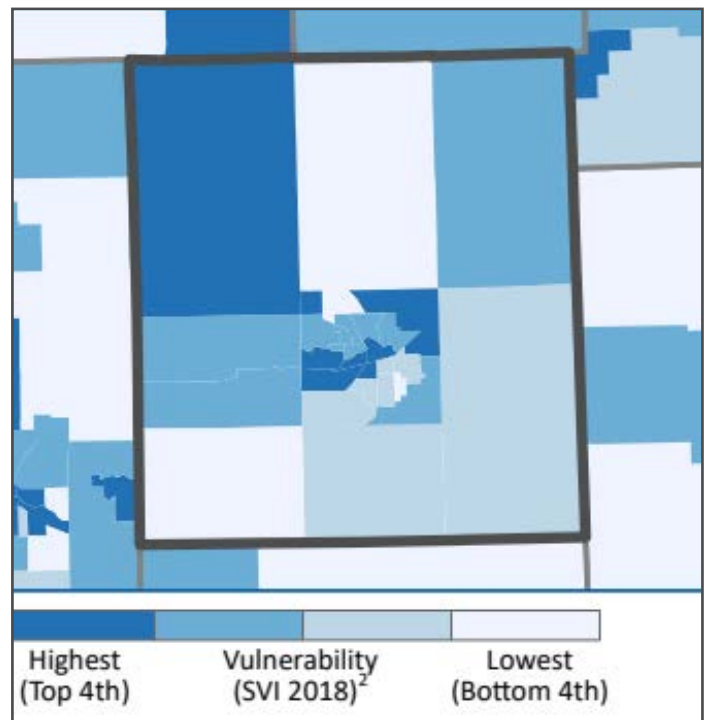 Highest Vulnerability Lowest
(Top 4th) (SVI 2018)² (Bottom 4th)